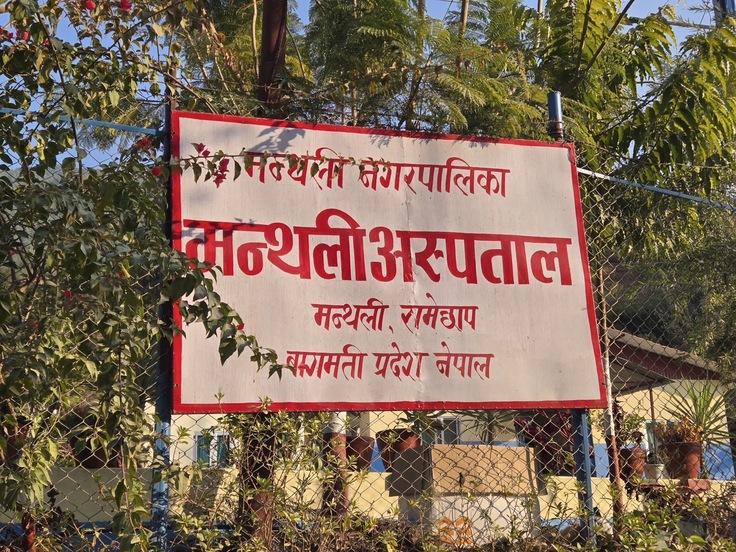 मन्थली नगरपालिका
मन्थली अस्पताल
मन्थली, रामेछाप
बागमती प्रदेश नेपाल